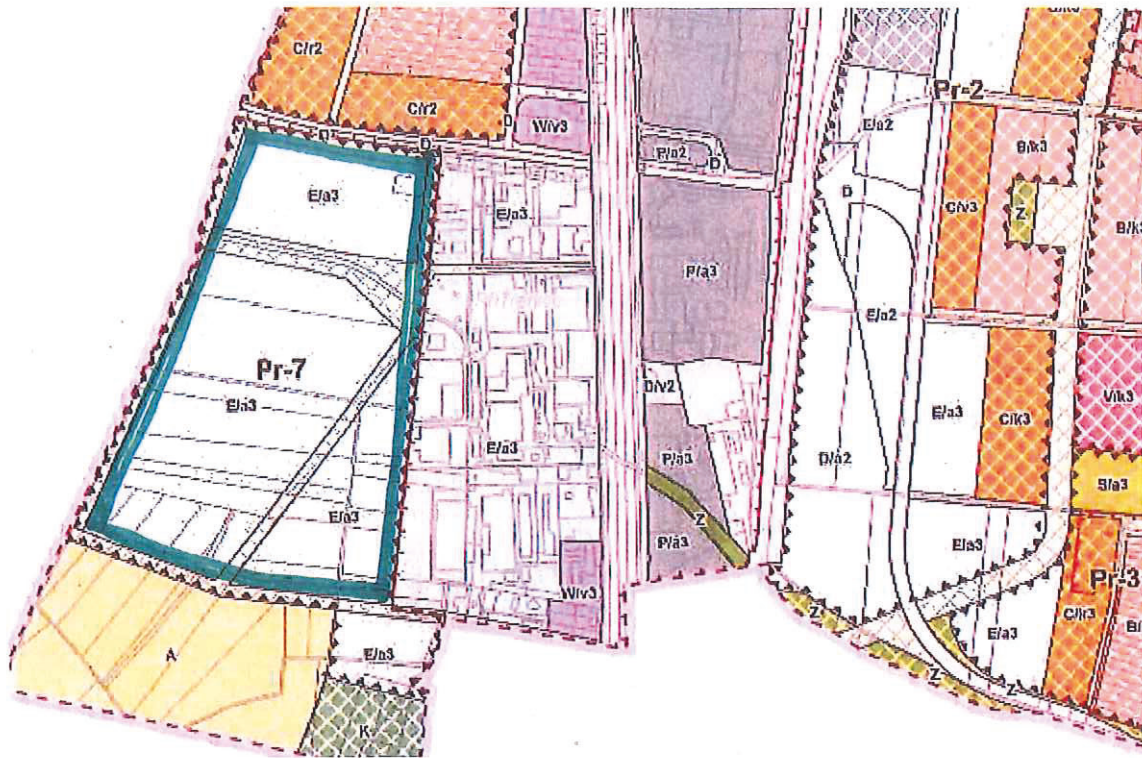 C/r2
C/r2
W/v3
Pr-2
E/a2
P/a2
D
D
D
D
E/a3
E/a3
B/k3
C/v3
Z
D
B/k3
P/a3
E/a2
Pr-7
E/a3
D/v2
E/a3
C/k3
V/k3
E/a3
P/a3
D/a2
S/a3
Z
E/a3
E/a3
P/a3
Pr-3
W/v3
Z
E/a3
C/k3
B/
A
E/a3
Z
Z
K